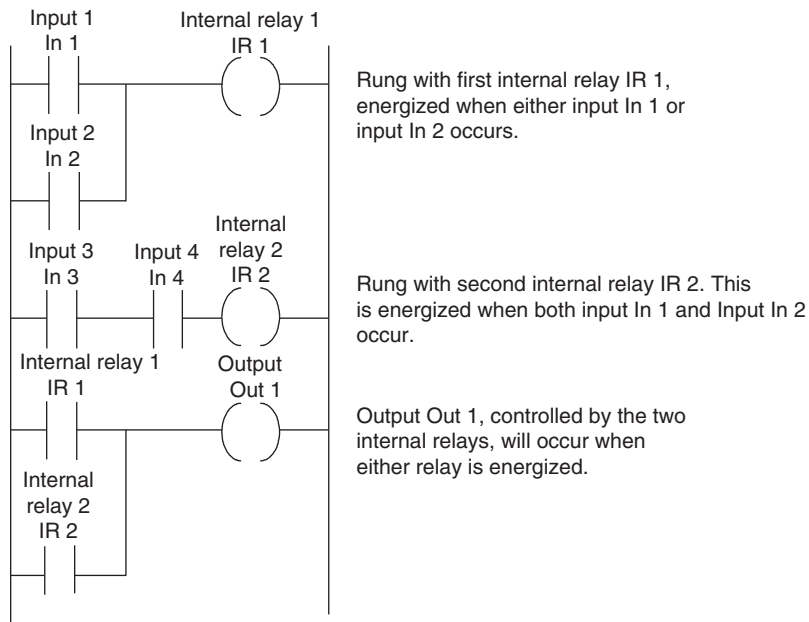 Input 1
In 1
Internal relay 1
IR 1
Rung with first internal relay IR 1,
energized when either input In 1 or
input In 2 occurs.
Input 2
In 2
Input 3
In 3
Input 4
In 4
Internal
relay 2
IR 2
Rung with second internal relay IR 2. This
is energized when both input In 1 and Input In 2
occur.
Internal relay 1
IR 1
Output
Out 1
Output Out 1, controlled by the two
internal relays, will occur when
either relay is energized.
Internal
relay 2
IR 2